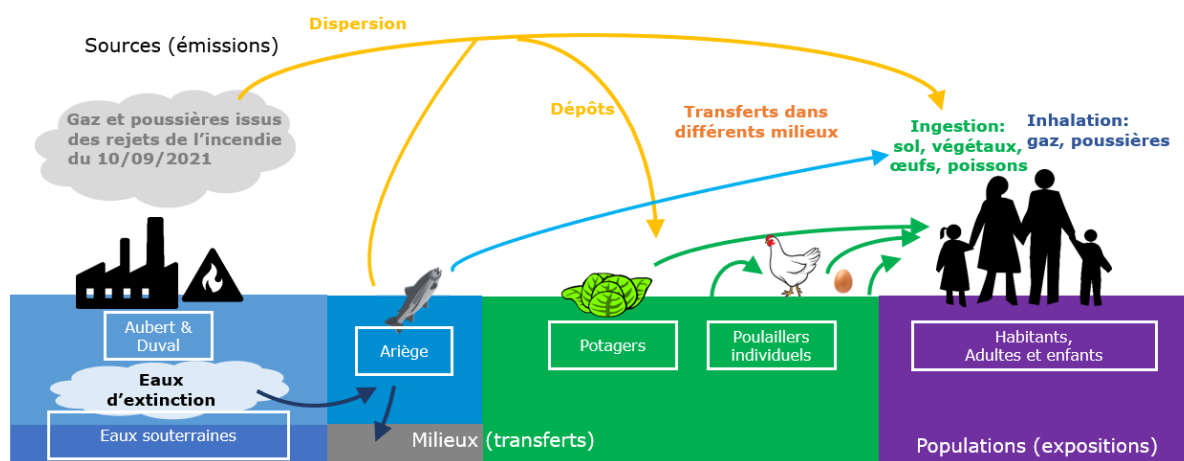 Dispersion
Sources (émissions)
Gaz et poussières issus
des rejets de l’incendie
du 10/09/2021
Dépôts
Transferts dans
différents milieux
Ingestion:
sol, végétaux,
œufs, poissons
Inhalation:
gaz, poussières
Aubert &
Duval
Ariège
Potagers
Poulaillers
individuels
Habitants,
Adultes et enfants
Eaux
d’extinction
Eaux souterraines
Milieux (transferts)
Populations (expositions)